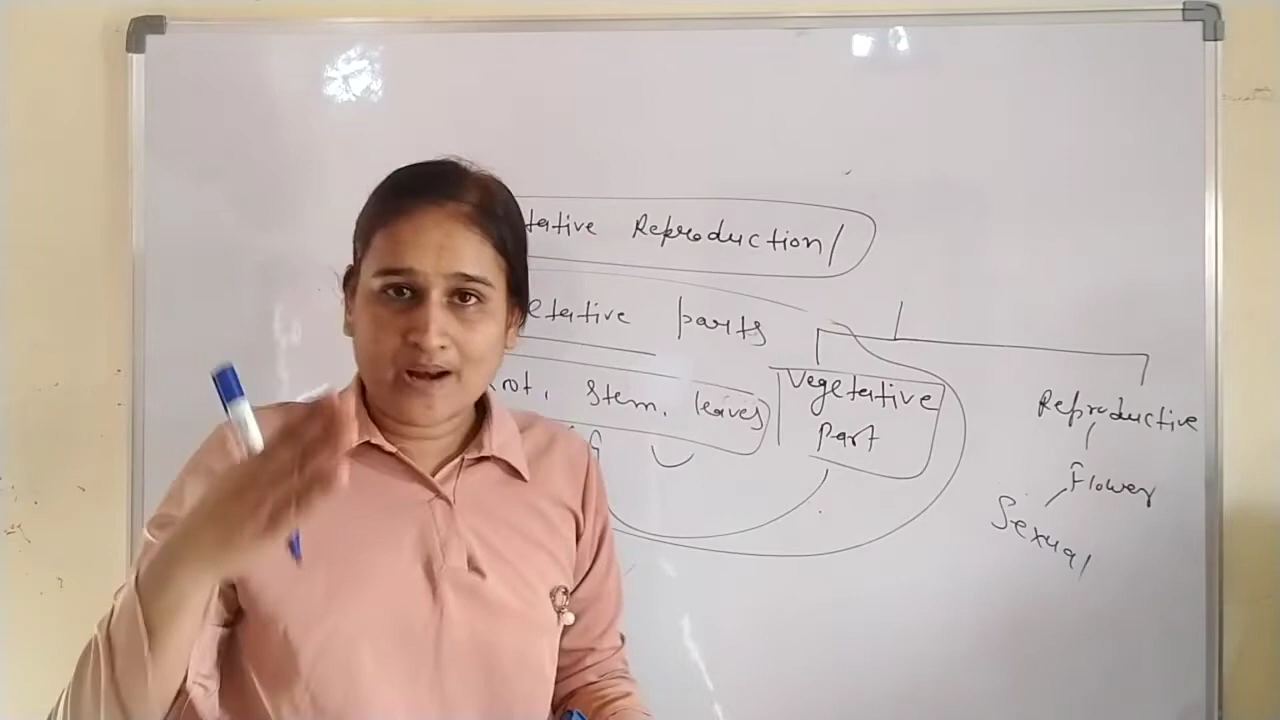 tative Reproduction/
etative parts
ot, stem, leaves
Vegetative
part
Reproductive
Flower
Sexual